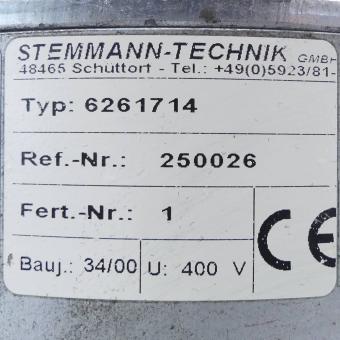 STEMMANN-TECHNIK GMBH
48465 Schüttorf - Tel.: +49(0)5923/81-
Typ: 6261714
Ref.-Nr.: 250026
Fert.-Nr.: 1
CE
Bauj.: 34/00 U: 400 V